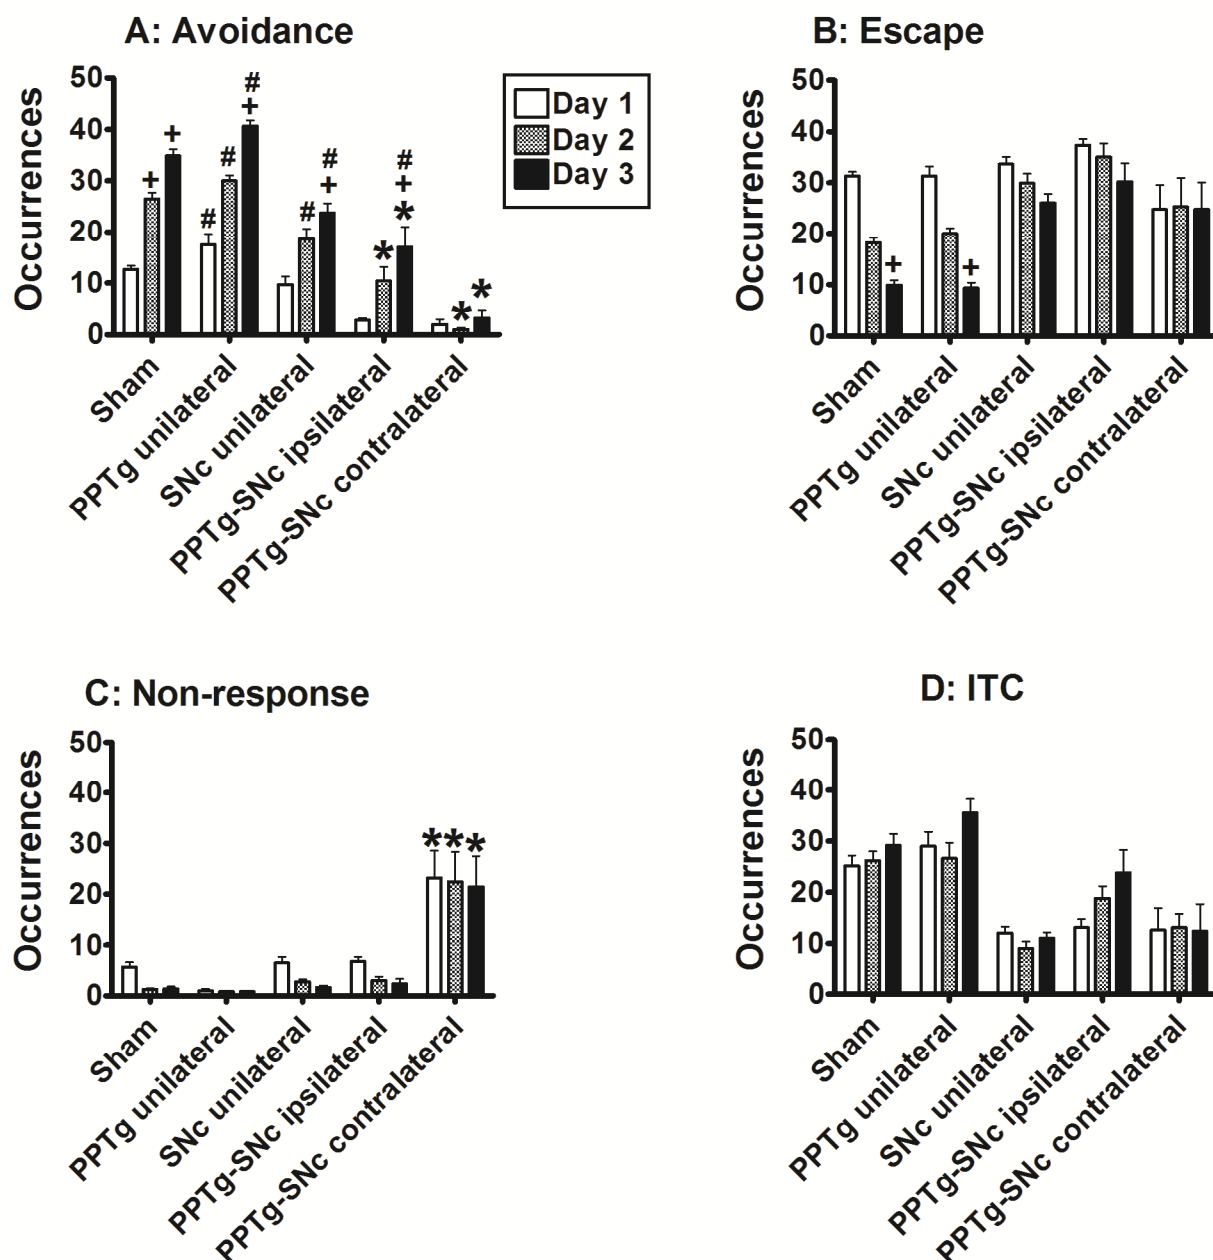 A: Avoidance
Occurrences
50
40
30
20
10
0
+
+
#
#
#
+
#
#
+
*
#
+
*
*
*
Sham
PPTg unilateral
SNc unilateral
PPTg-SNc ipsilateral
PPTg-SNc contralateral
Day 1
Day 2
Day 3
B: Escape
Occurrences
50
40
30
20
10
0
+
+
Sham
PPTg unilateral
SNc unilateral
PPTg-SNc ipsilateral
PPTg-SNc contralateral
C: Non-response
Occurrences
50
40
30
20
10
0
* * *
Sham
PPTg unilateral
SNc unilateral
PPTg-SNc ipsilateral
PPTg-SNc contralateral
D: ITC
Occurrences
50
40
30
20
10
0
Sham
PPTg unilateral
SNc unilateral
PPTg-SNc ipsilateral
PPTg-SNc contralateral